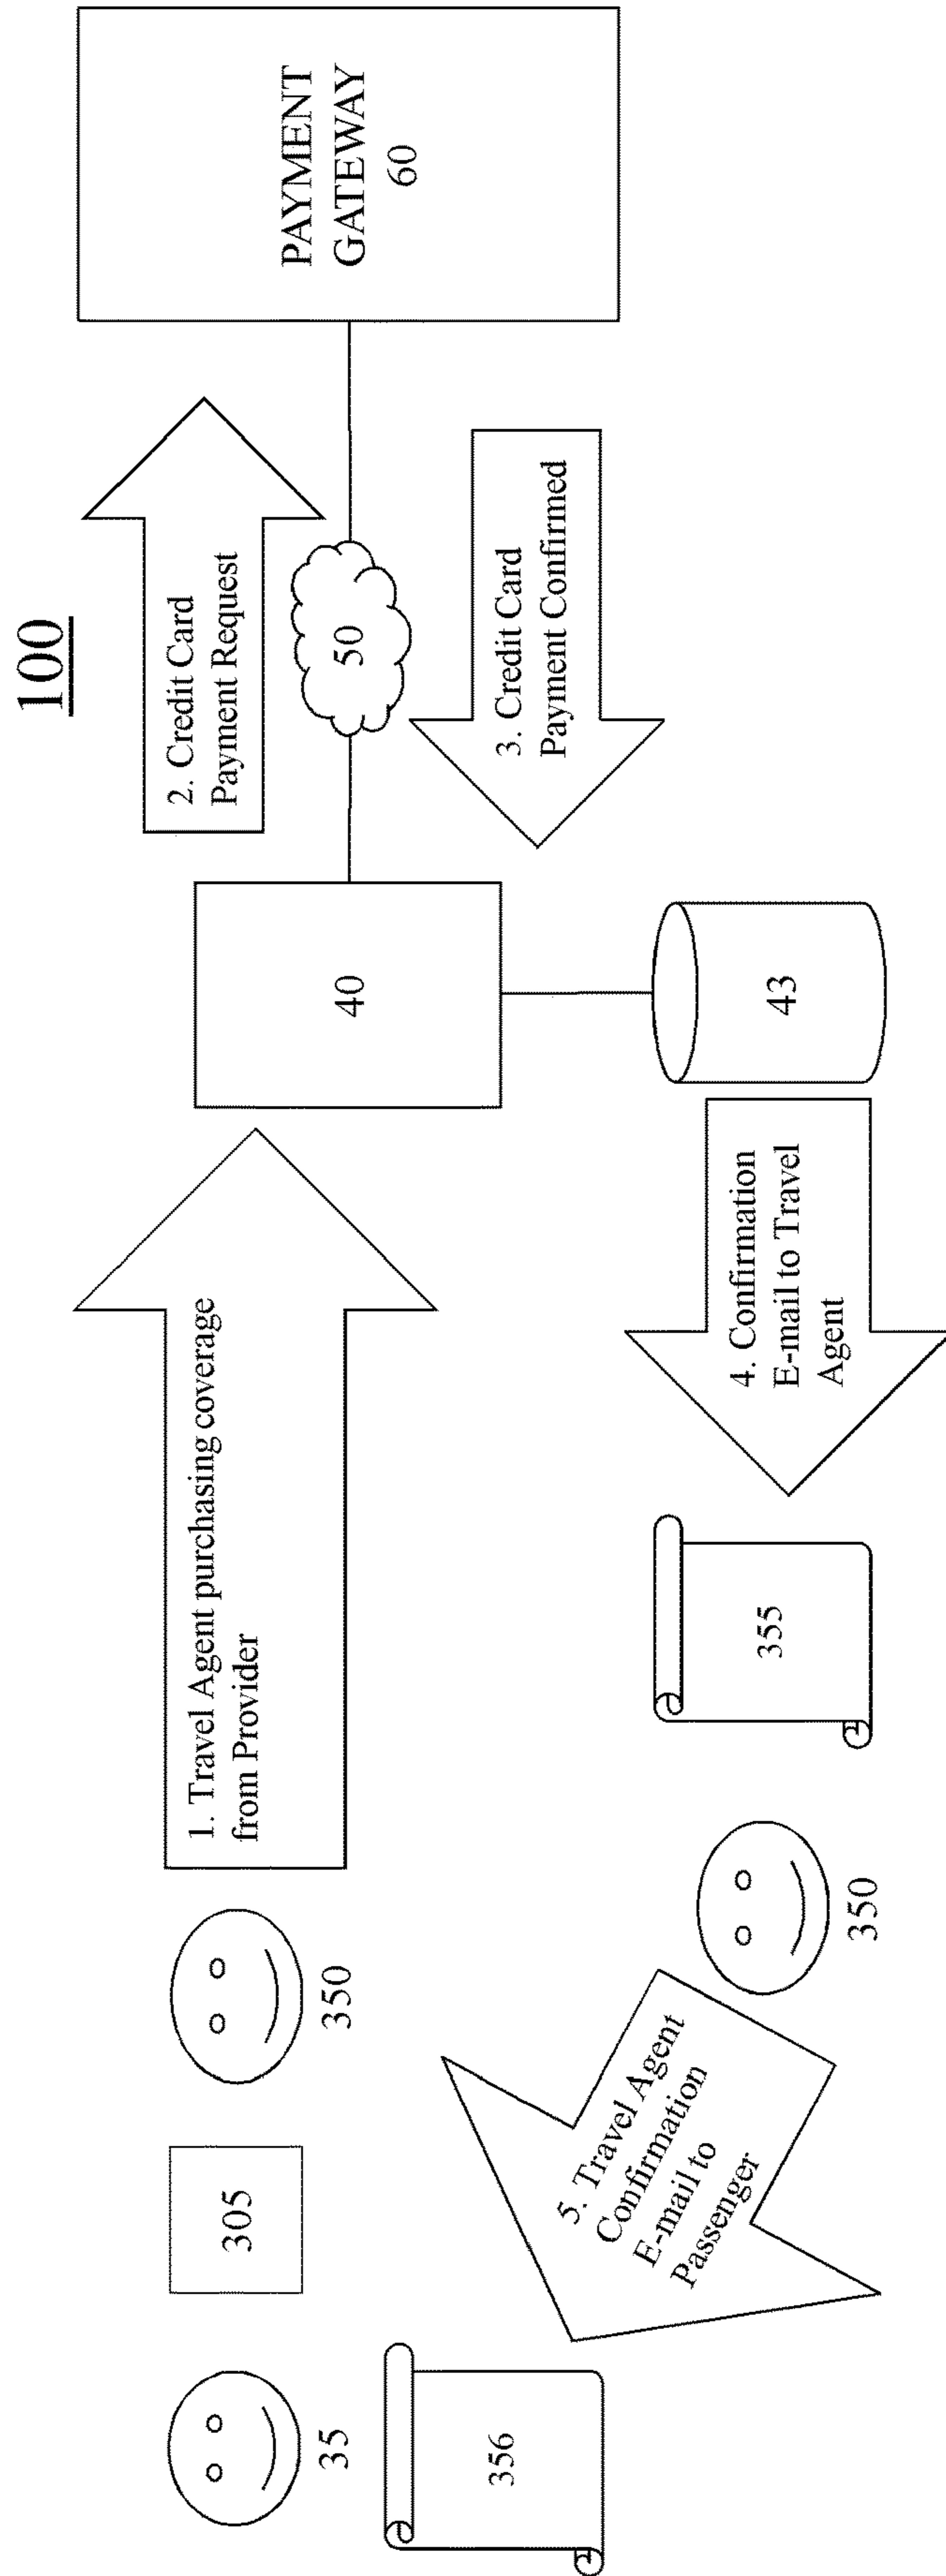 100
1. Travel Agent purchasing coverage
from Provider
2. Credit Card
Payment Request
PAYMENT
GATEWAY
60
50
3. Credit Card
Payment Confirmed
40
43
35
305
350
4. Confirmation
E-mail to Travel
Agent
355
350
5. Travel Agent
Confirmation
E-mail to
Passenger
356